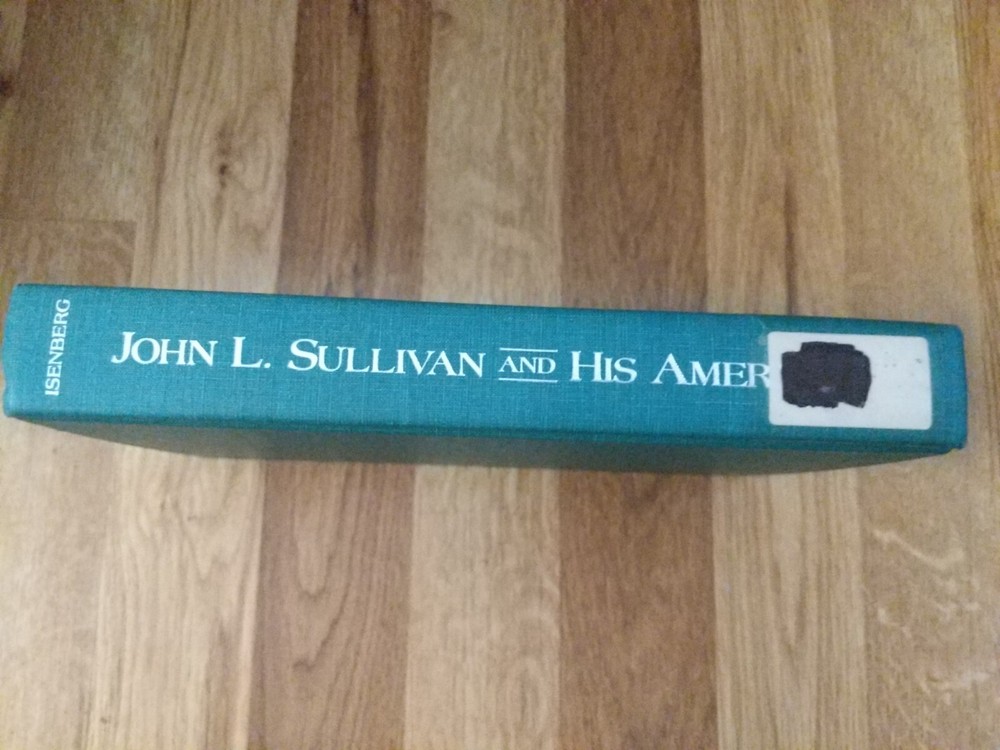 ISENBERG
JOHN L. SULLIVAN AND HIS AMER